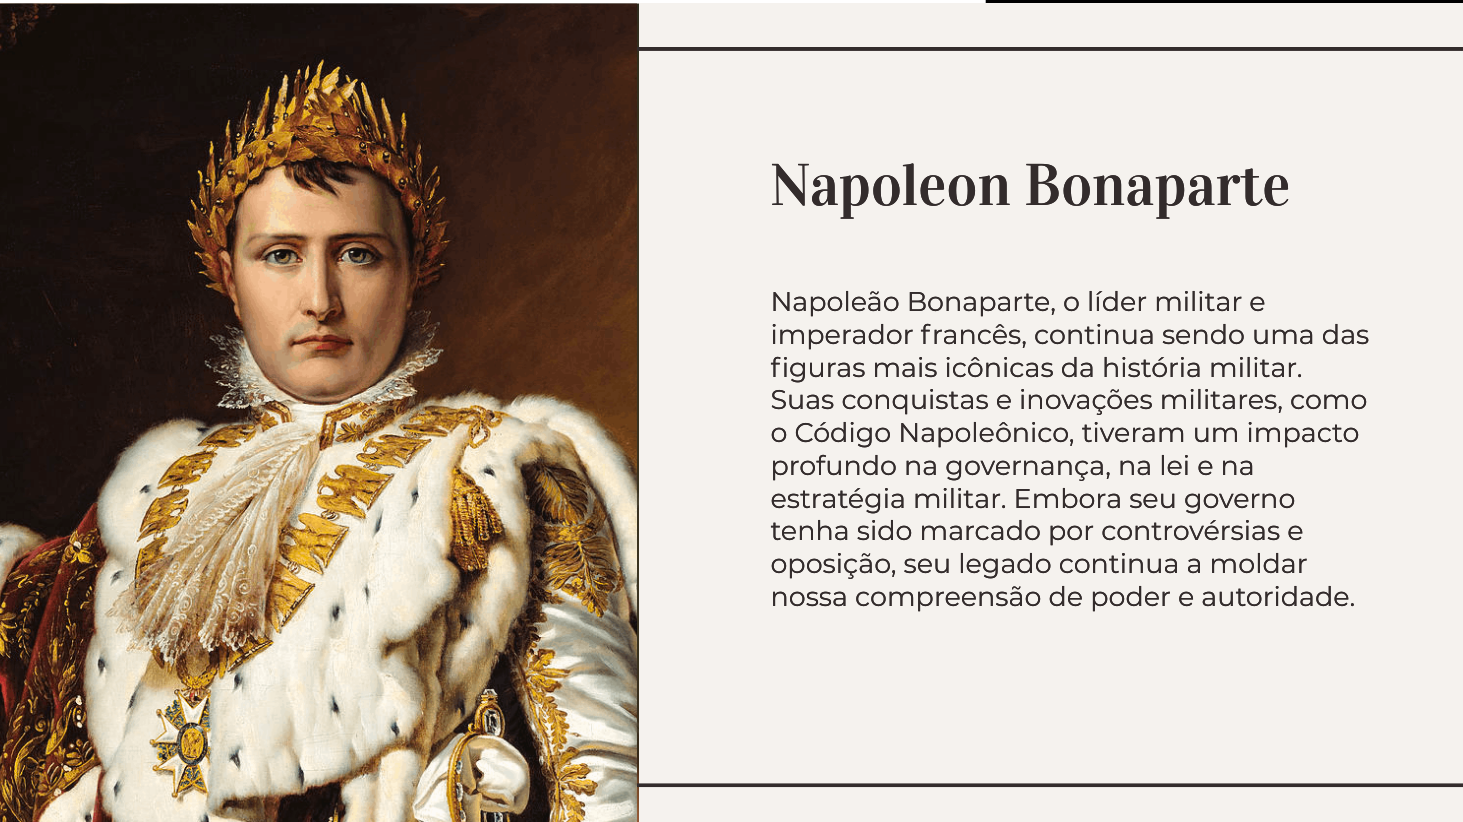 Napoleon Bonaparte
Napoleão Bonaparte, o líder militar e
imperador francês, continua sendo uma das
figuras mais icônicas da história militar.
Suas conquistas e inovações militares, como
o Código Napoleônico, tiveram um impacto
profundo na governança, na lei e na
estratégia militar. Embora seu governo
tenha sido marcado por controvérsias e
oposição, seu legado continua a moldar
nossa compreensão de poder e autoridade.